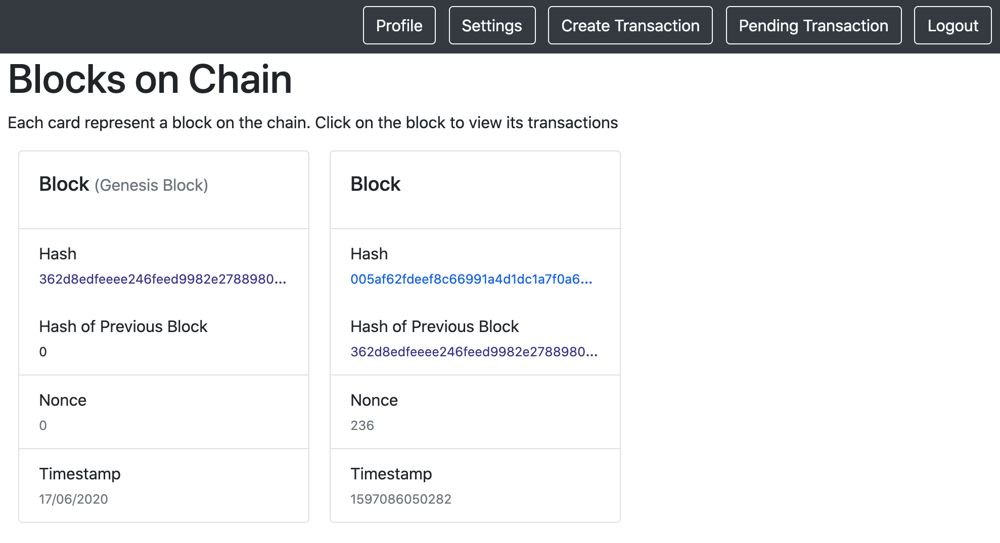 Profile Settings Create Transaction Pending Transaction Logout
Blocks on Chain
Each card represent a block on the chain. Click on the block to view its transactions
Block (Genesis Block)
Hash
362d8edfeeee246feed9982e2788980...
Hash of Previous Block
0
Nonce
0
Timestamp
17/06/2020
Block
Hash
005af62fdeef8c66991a4d1dc1a7f0a6...
Hash of Previous Block
362d8edfeeee246feed9982e2788980...
Nonce
236
Timestamp
1597086050282